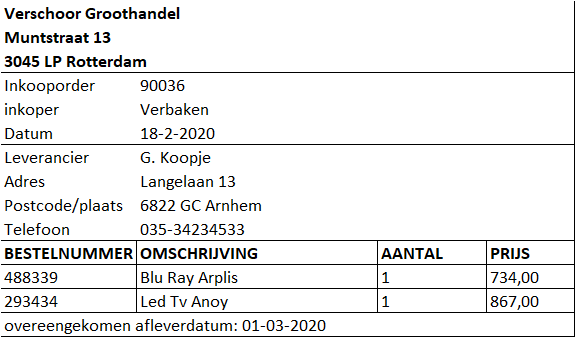 Verschoor Groothandel
Muntstraat 13
3045 LP Rotterdam
Inkooporder 90036
inkoper Verbaken
Datum 18-2-2020
Leverancier G. Koopje
Adres Langelaan 13
Postcode/plaats 6822 GC Arnhem
Telefoon 035-34234533
BESTELNUMMER OMSCHRIJVING AANTAL PRIJS
488339 Blu Ray Arplis 1 734,00
293434 Led Tv Anoy 1 867,00
overeengekomen afleverdatum: 01-03-2020